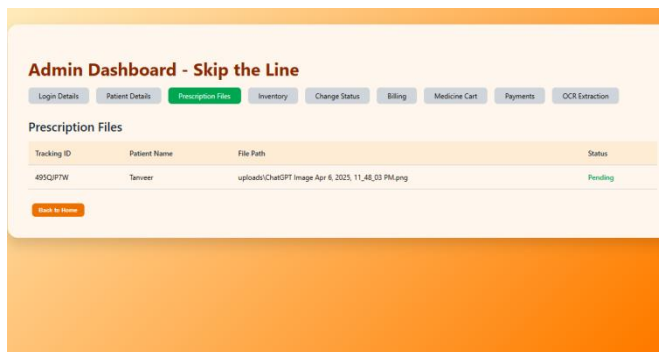 Admin Dashboard - Skip the Line
Login Details Patient Details Prescription Files Inventory Change Status Billing Medicine Cart Payments OCR Extraction
Prescription Files
Tracking ID Patient Name File Path Status
495QJP7W Tanveer uploads\ChatGPT Image Apr 6, 2025, 11_48_03 PM.png Pending
Back to Home